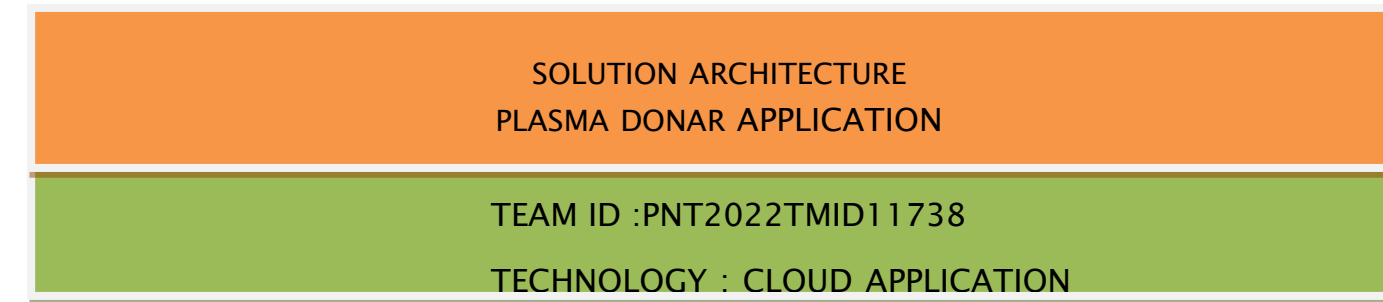 SOLUTION ARCHITECTURE
PLASMA DONAR APPLICATION
TEAM ID :PNT2022TMID11738
TECHNOLOGY : CLOUD APPLICATION